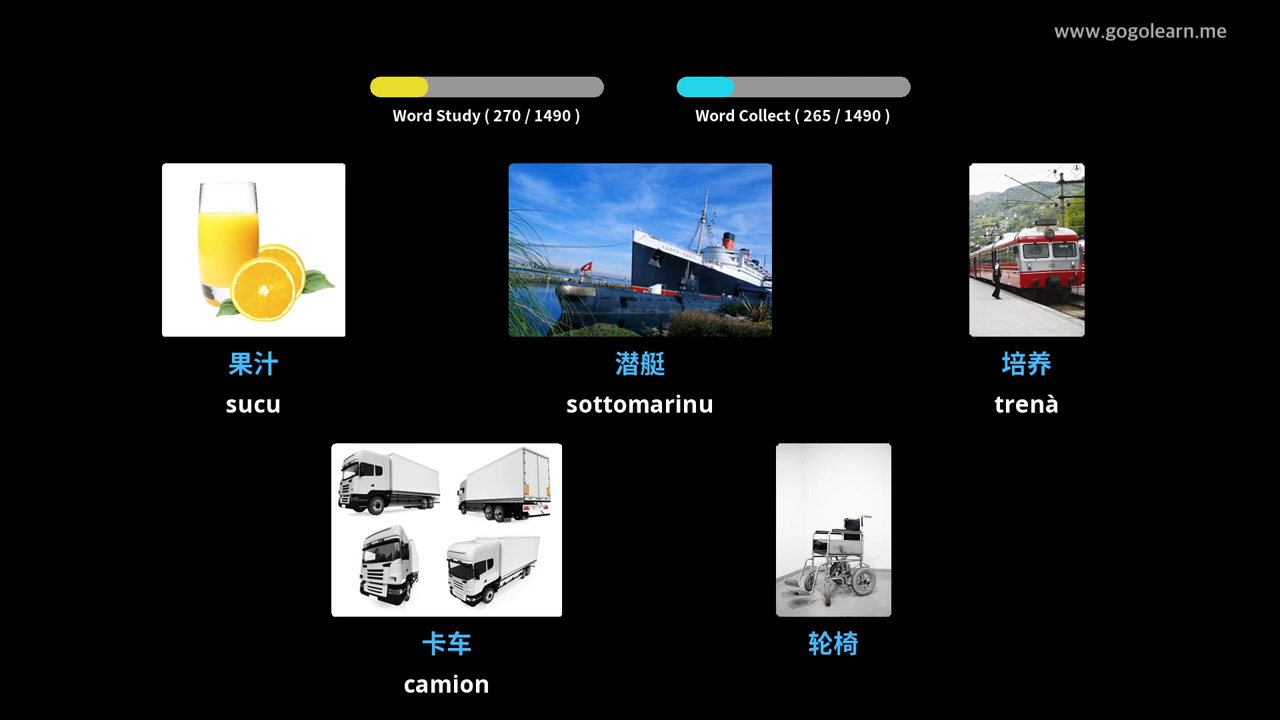 www.gogolearn.me
Word Study ( 270 / 1490 )
Word Collect ( 265 / 1490 )
果汁
sucu
潜艇
sottomarinu
培养
trenà
卡车
camion
轮椅